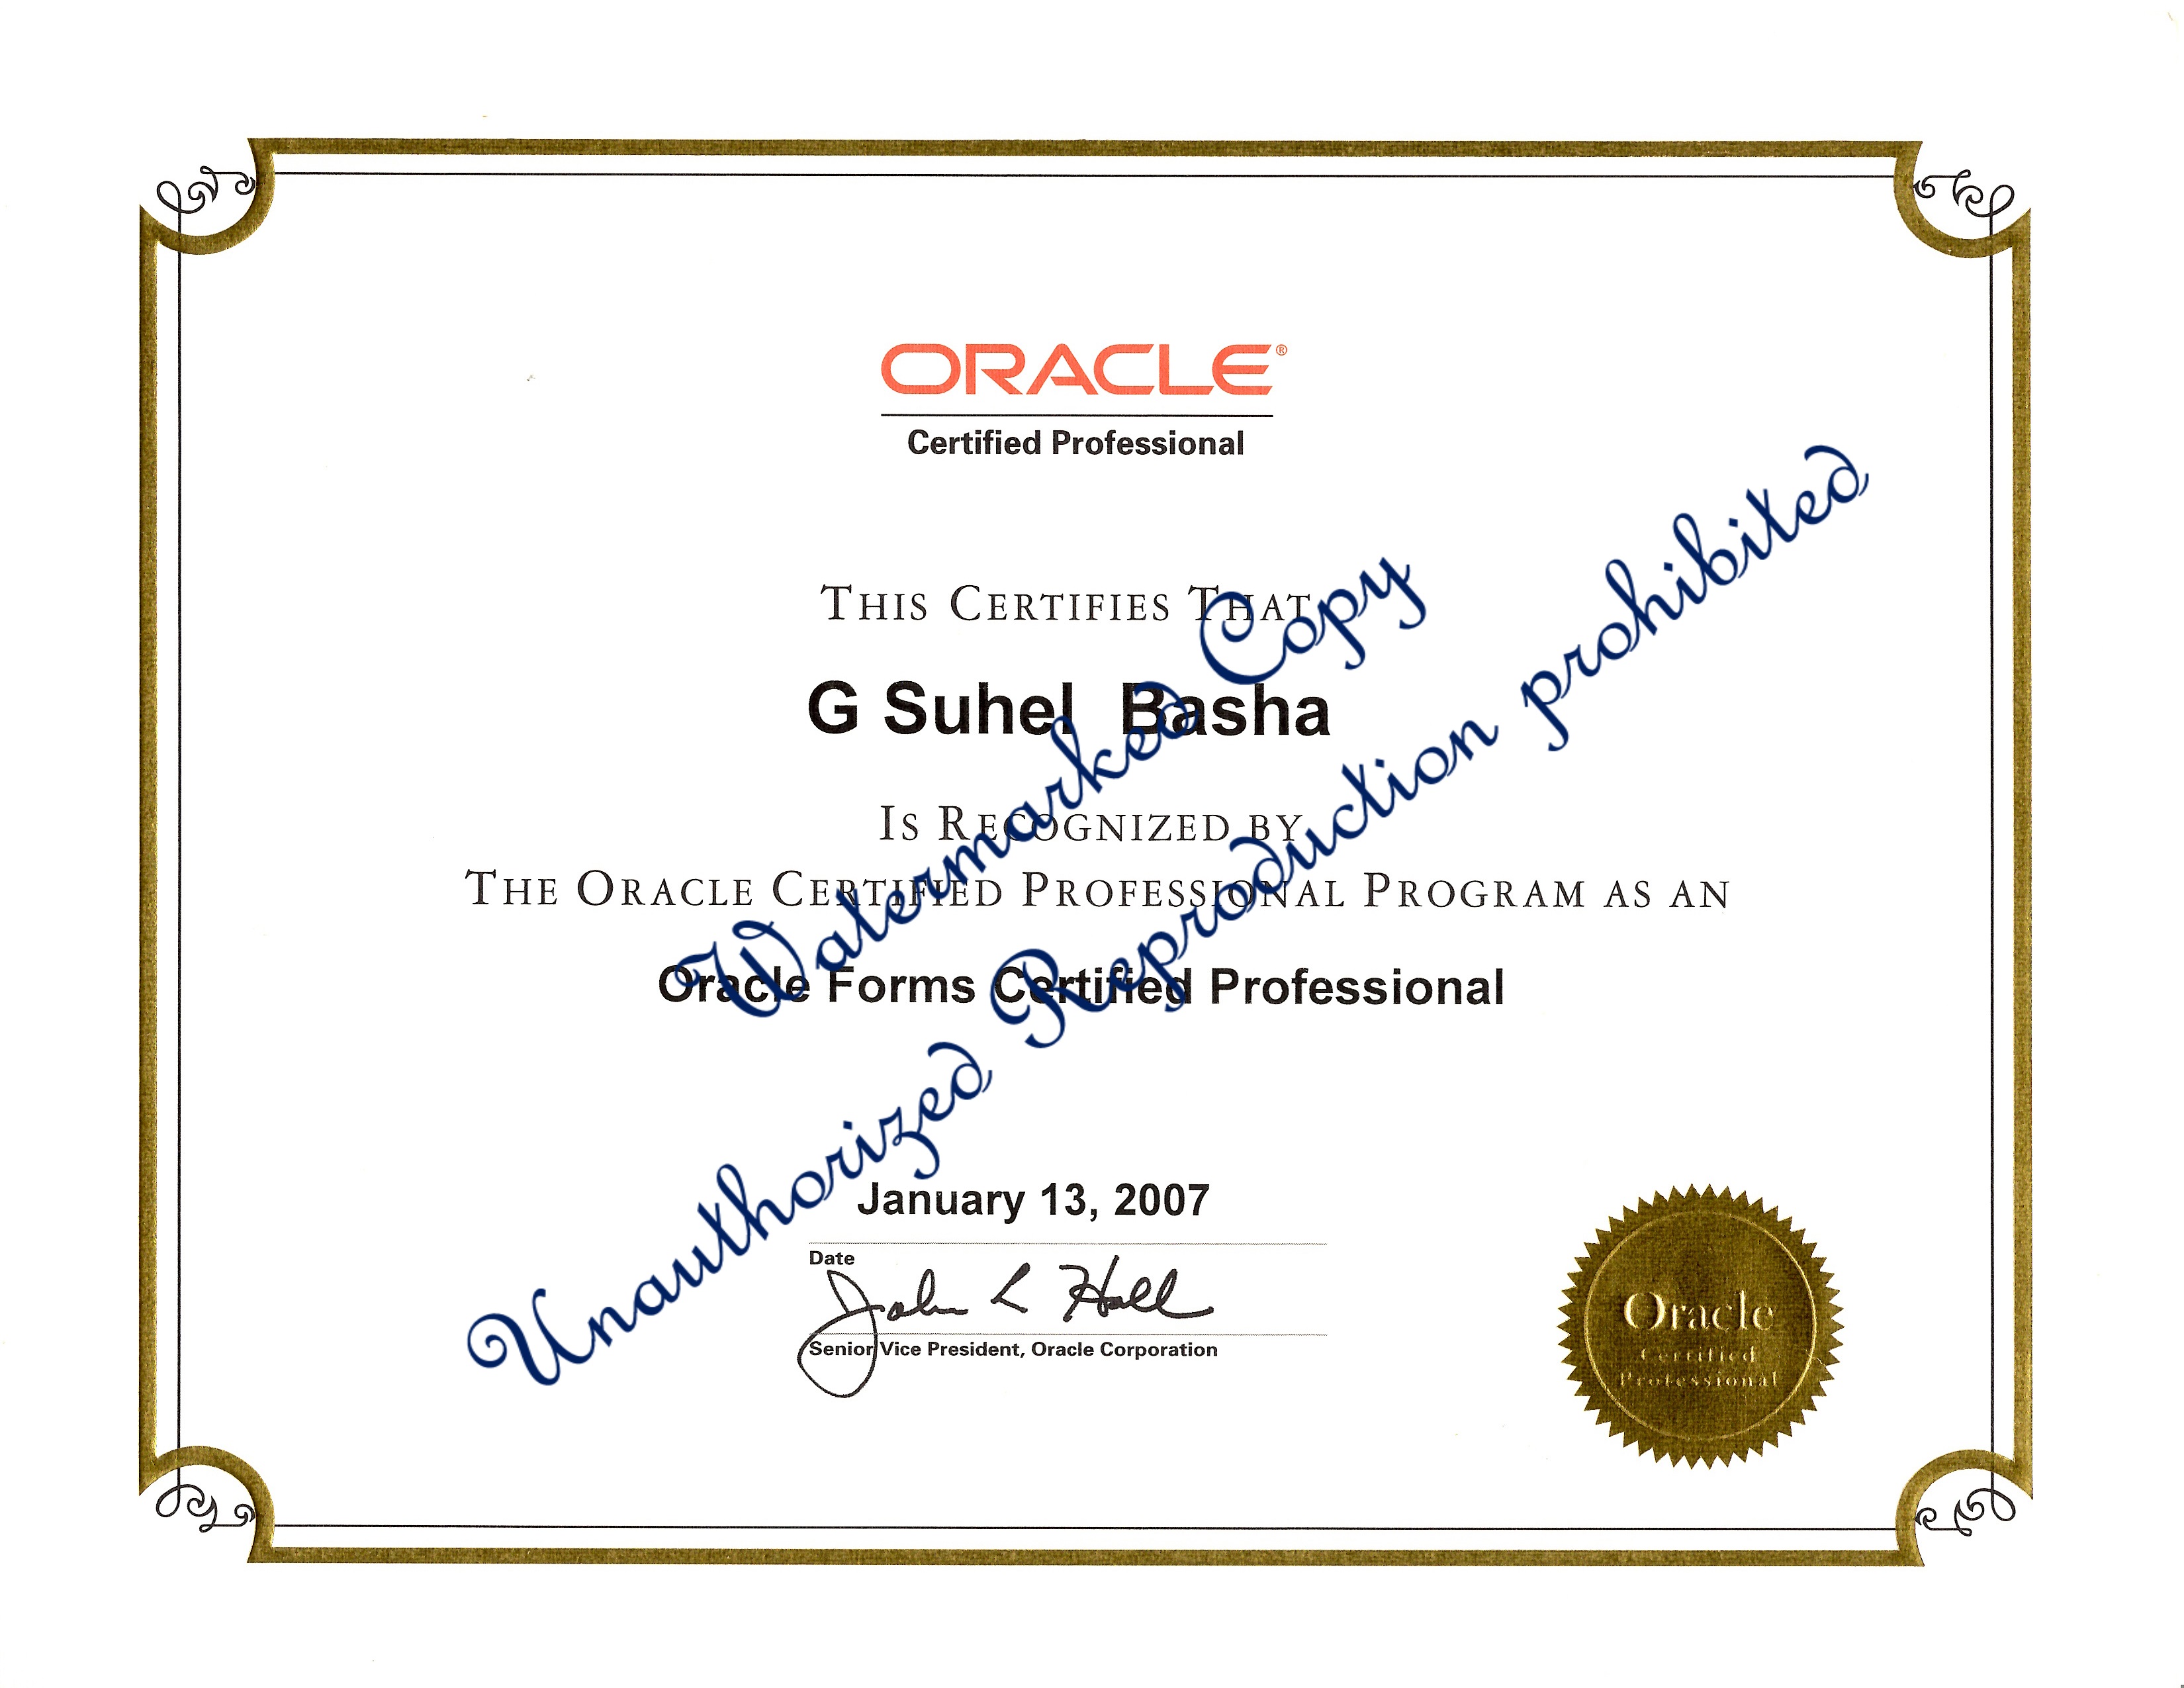 ORACLE®
Certified Professional
THIS CERTIFIES THAT
G Suhel Basha
IS RECOGNIZED BY
THE ORACLE CERTIFIED PROFESSIONAL PROGRAM AS AN
Oracle Forms Certified Professional
Watermarked Copy
Unauthorized Reproduction prohibited
January 13, 2007
Date
John L Hall
Senior Vice President, Oracle Corporation
Oracle
Certified
Professional